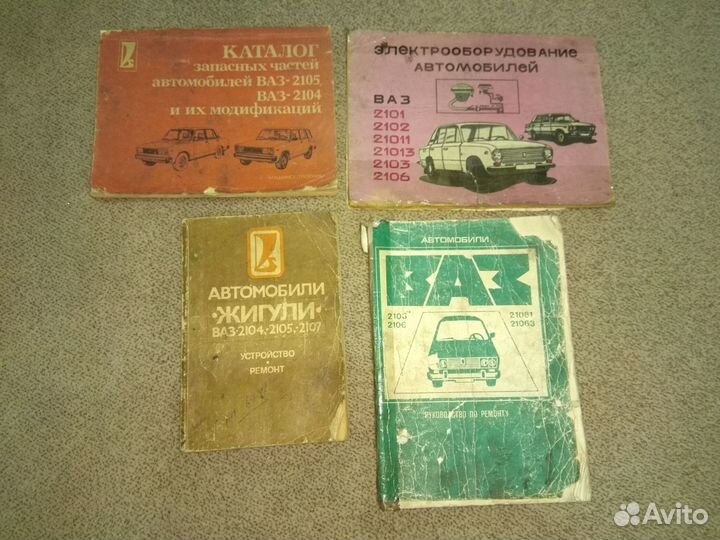 КАТАЛОГ
запасных частей
автомобилей ВАЗ-2105,
ВАЗ-2104
и их модификаций
ЭЛЕКТРООБОРУДОВАНИЕ
АВТОМОБИЛЕЙ
ВАЗ
2101
2102
21011
21013
2103
2106
АВТОМОБИЛИ
·ЖИГУЛИ·
ВАЗ-2104,-2105,-2107
УСТРОЙСТВО
РЕМОНТ
АВТОМОБИЛИ
ВАЗ
2103 21061
2106 21063
РУКОВОДСТВО ПО РЕМОНТУ
Avito